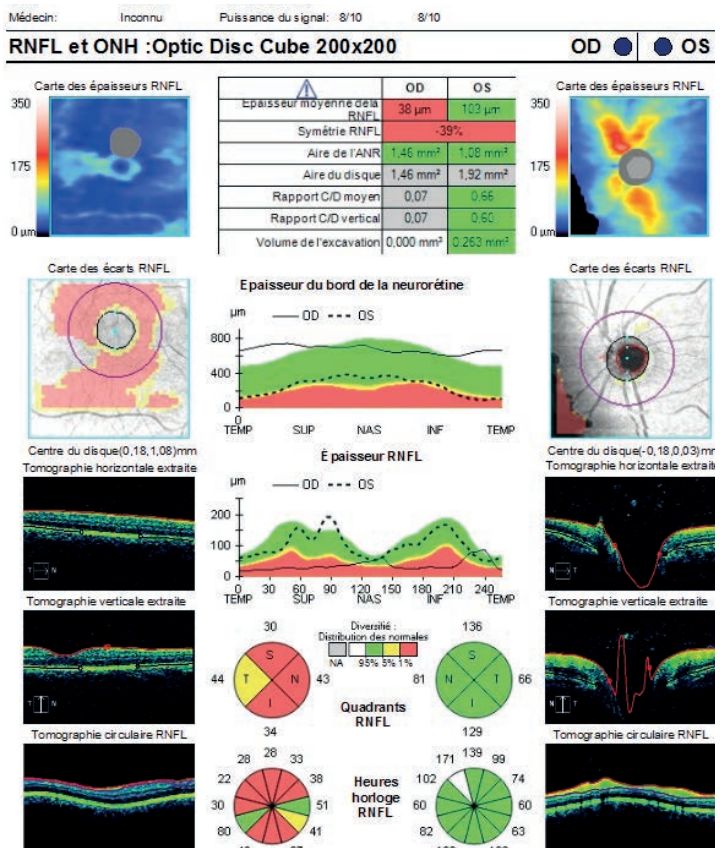 Médecin: Inconnu Puissance du signal: 8/10 8/10
RNFL et ONH :Optic Disc Cube 200x200 OD OS
Carte des épaisseurs RNFL
350
175
0 µm
OD OS
Epaisseur moyenne de la RNFL 38 µm 103 µm
Symétrie RNFL -39%
Aire de l'ANR 1,46 mm² 1,08 mm²
Aire du disque 1,46 mm² 1,92 mm²
Rapport C/D moyen 0,07 0,66
Rapport C/D vertical 0,07 0,60
Volume de l'excavation 0,000 mm³ 0,263 mm³
Carte des épaisseurs RNFL
350
175
0 µm
Carte des écarts RNFL
Epaisseur du bord de la neurorétine
µm OD OS
800
400
0
TEMP SUP NAS INF TEMP
Carte des écarts RNFL
Centre du disque(0,18,1,08)mm
Tomographie horizontale extraite
Épaisseur RNFL
µm OD OS
200
100
0
0 30 60 90 120 150 180 210 240
TEMP SUP NAS INF TEMP
Centre du disque(-0,18,0,03)mm
Tomographie horizontale extraite
T N
N T
Tomographie verticale extraite
T N
30
S
44 T N 43
I
34
Diversifié :
Distribution des normales
NA 95% 5% 1%
Quadrants
RNFL
136
S
81 N T 66
I
129
Tomographie verticale extraite
N T
Tomographie circulaire RNFL
28
28 33
22 38
30 51
80 41
Heures
horloge
RNFL
139
171 99
102 74
60 60
82 63
Tomographie circulaire RNFL